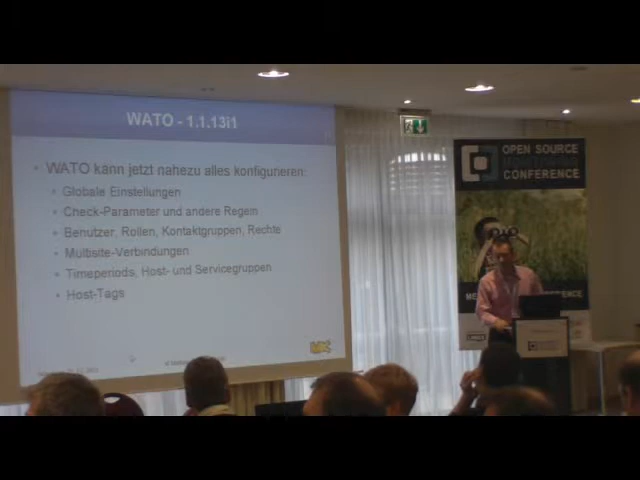 WATO - 1.1.13i1
WATO kann jetzt nahezu alles konfigurieren:
Globale Einstellungen
Check-Parameter und andere Regeln
Benutzer, Rollen, Kontaktgruppen, Rechte
Multisite-Verbindungen
Timeperiods, Host- und Servicegruppen
Host-Tags
OPEN SOURCE
MONITORING
CONFERENCE